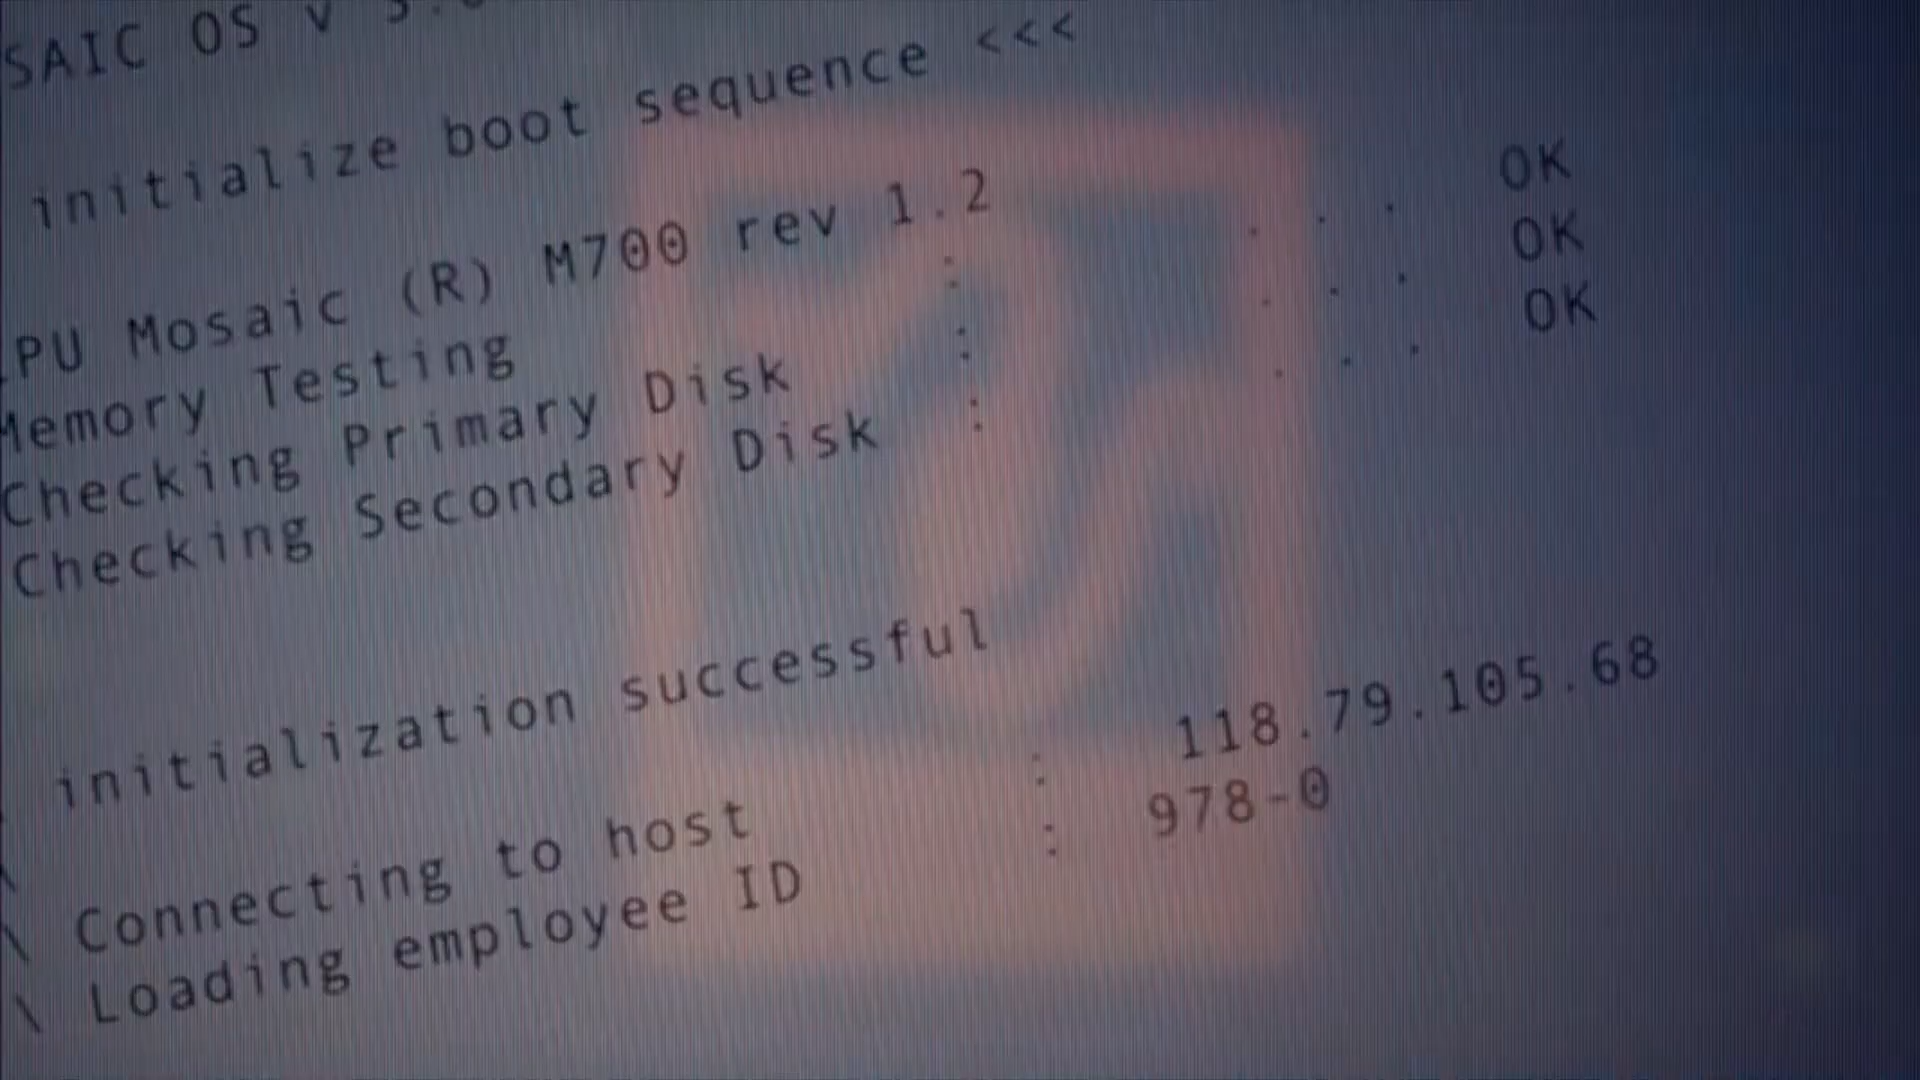 SAIC OS v 3.
initialize boot sequence <<<
PU Mosaic (R) M700 rev 1.2
Memory Testing : . . . OK
Checking Primary Disk : . . . OK
Checking Secondary Disk : . . . OK
initialization successful
\
\ Connecting to host : 118.79.105.68
\ Loading employee ID : 978-0